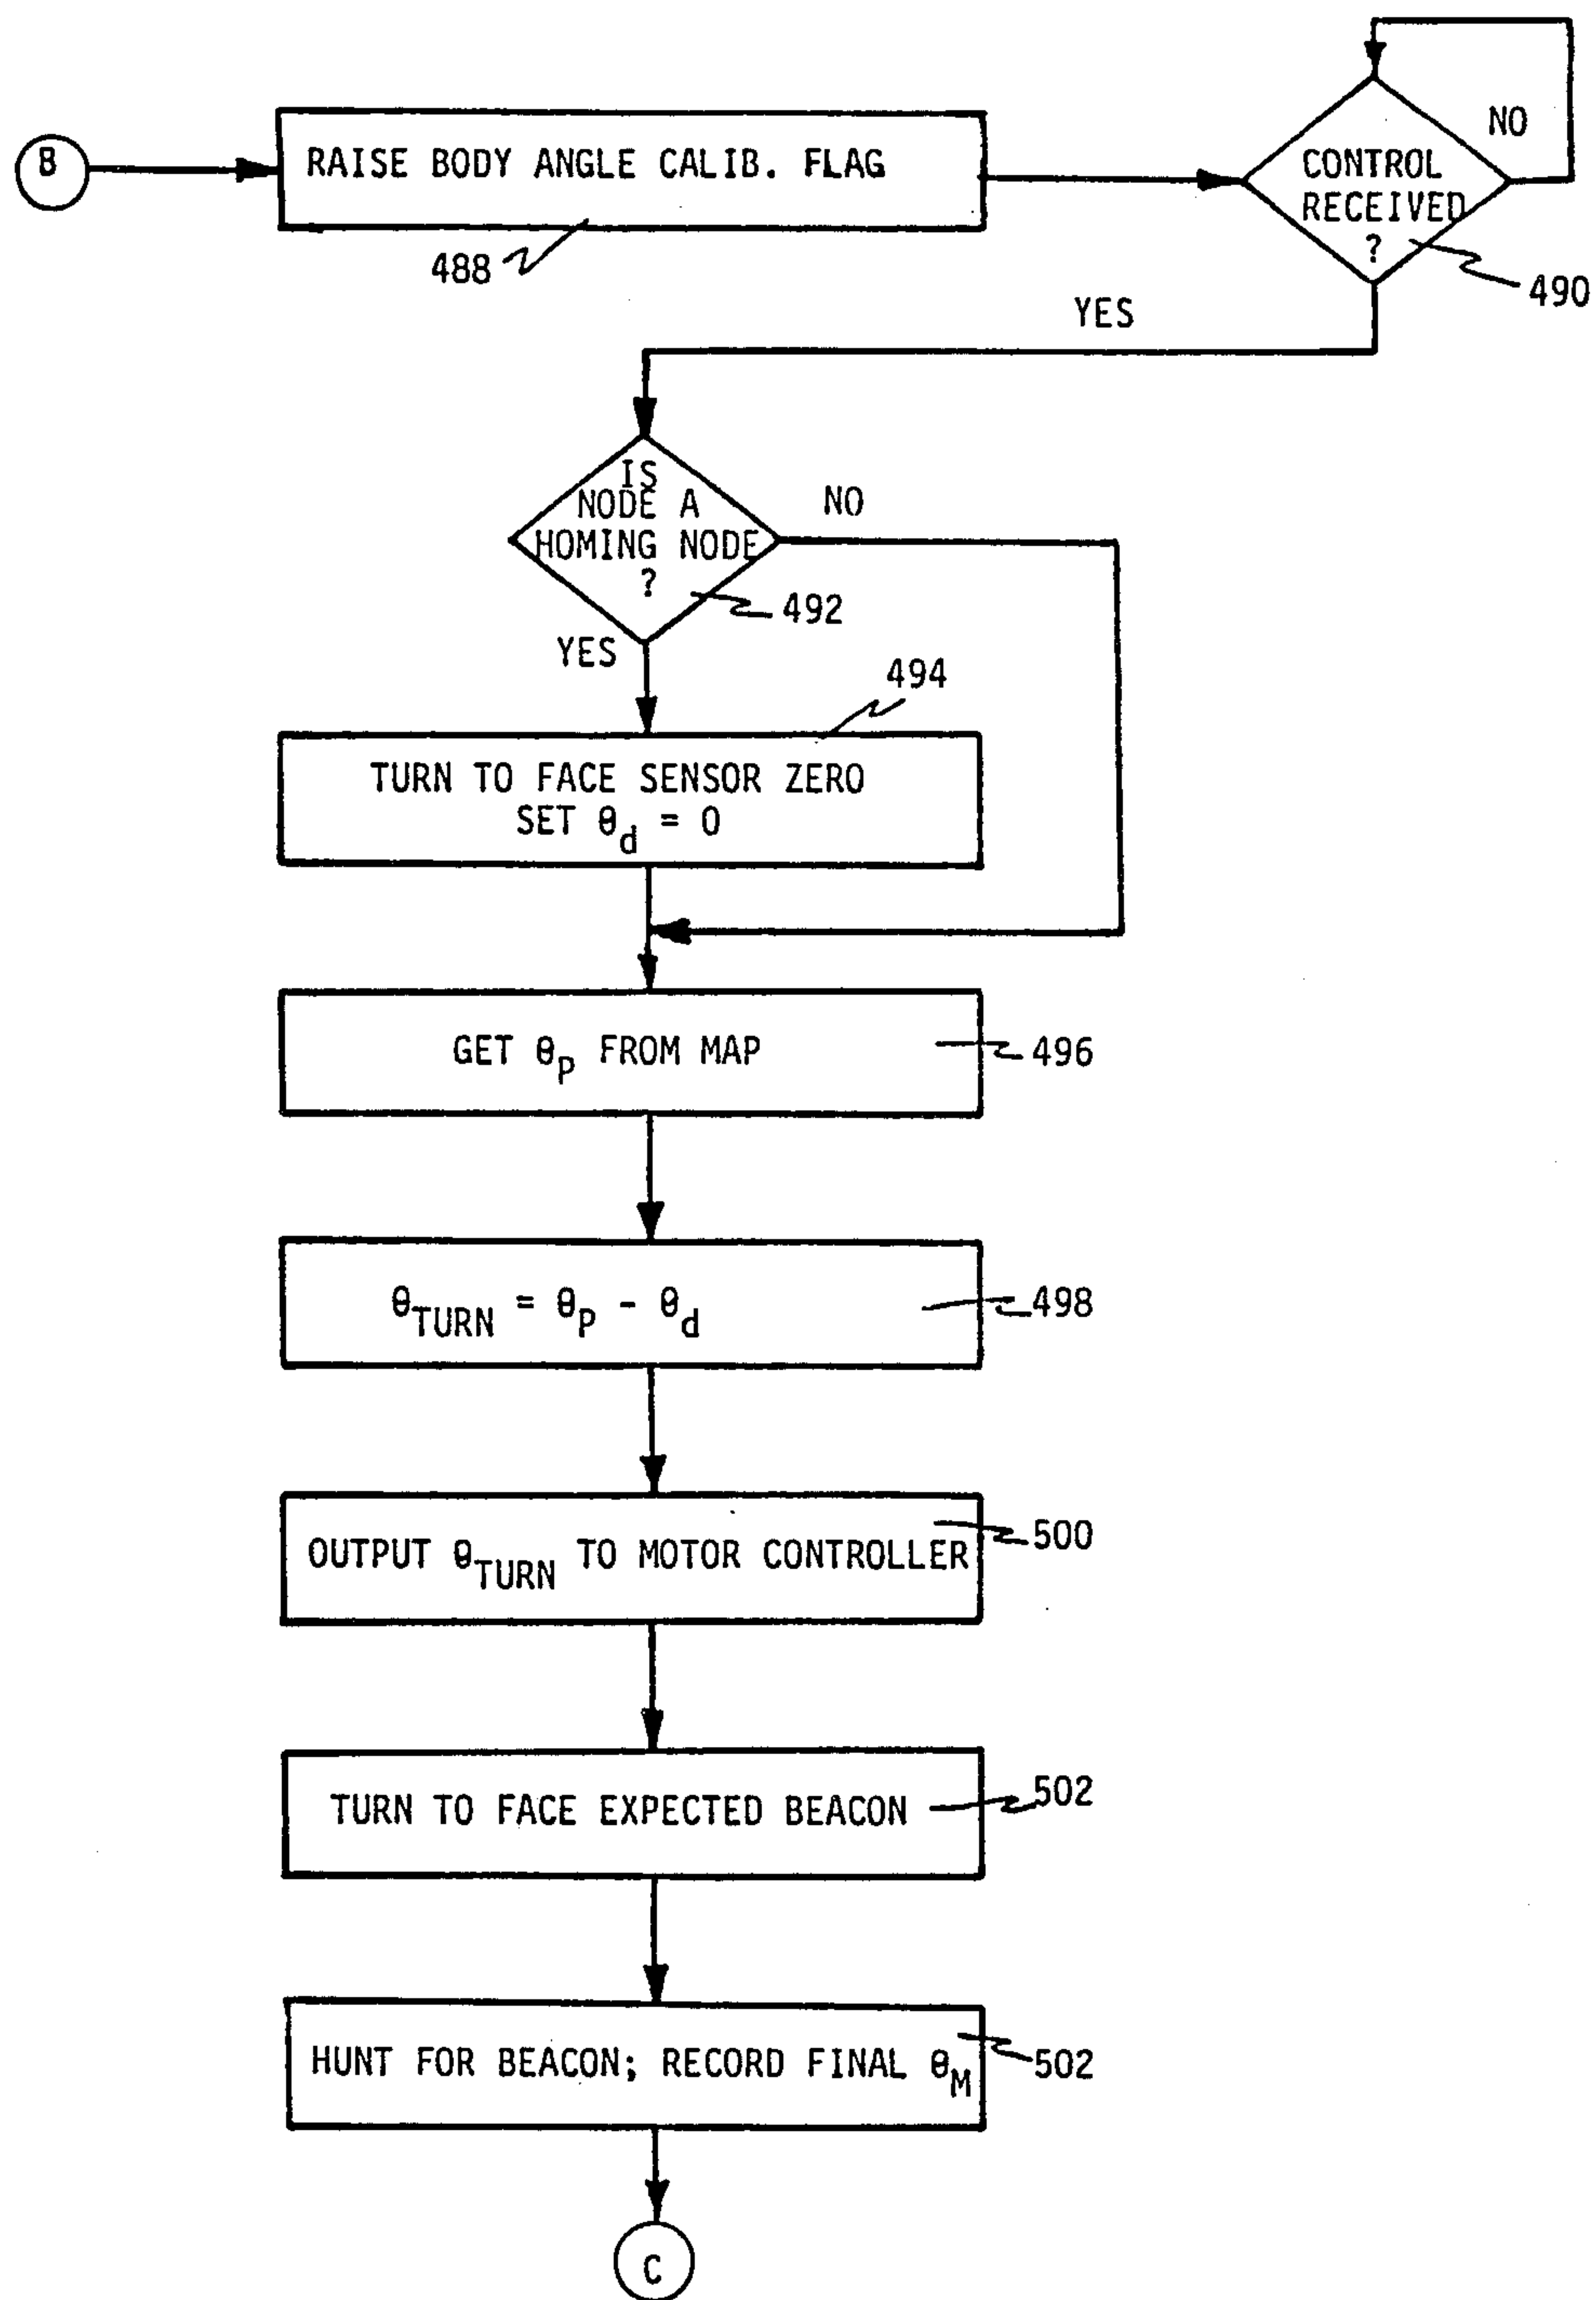 B
RAISE BODY ANGLE CALIB. FLAG
488
CONTROL
RECEIVED
?
NO
490
YES
IS
NODE A
HOMING NODE
?
NO
492
YES
494
TURN TO FACE SENSOR ZERO
SET θd = 0
GET θP FROM MAP
496
θTURN = θP - θd
498
OUTPUT θTURN TO MOTOR CONTROLLER
500
TURN TO FACE EXPECTED BEACON
502
HUNT FOR BEACON; RECORD FINAL θM
502
C